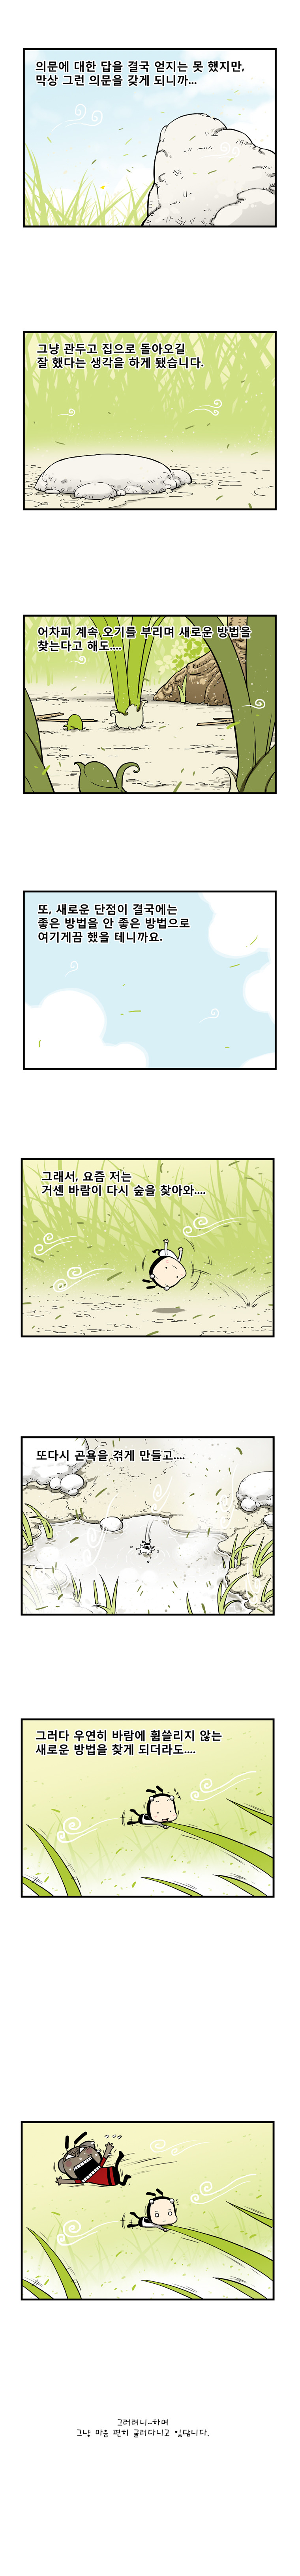 의문에 대한 답을 결국 얻지는 못 했지만,
막상 그런 의문을 갖게 되니까...
그냥 관두고 집으로 돌아오길
잘 했다는 생각을 하게 됐습니다.
어차피 계속 오기를 부리며 새로운 방법을
찾는다고 해도....
또, 새로운 단점이 결국에는
좋은 방법을 안 좋은 방법으로
여기게끔 했을 테니까요.
그래서, 요즘 저는
거센 바람이 다시 숲을 찾아와....
또다시 곤욕을 겪게 만들고....
그러다 우연히 바람에 휩쓸리지 않는
새로운 방법을 찾게 되더라도....
그러려니~하며
그냥 마음 편히 굴러다니고 있답니다.